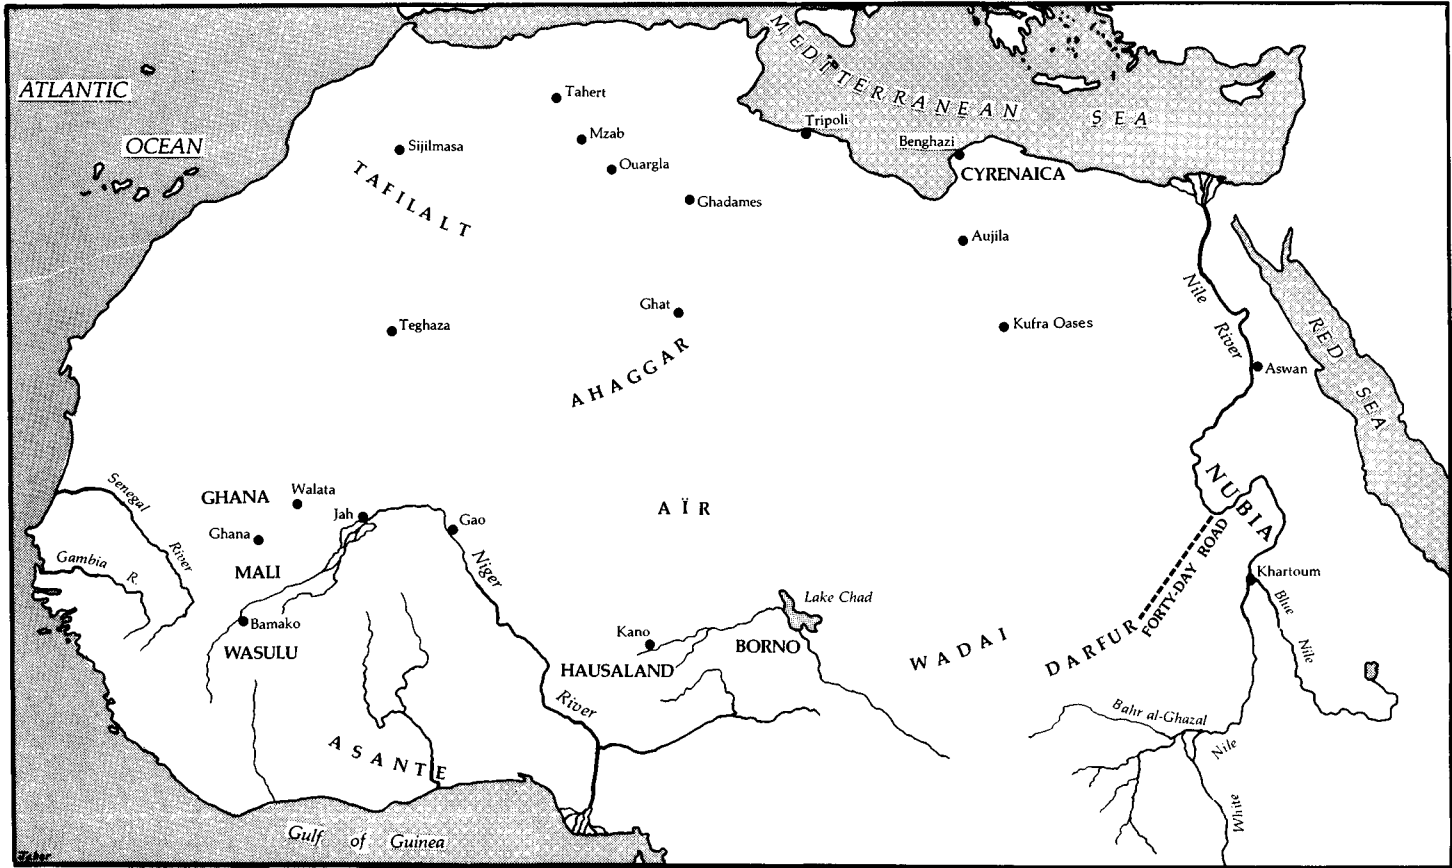 MEDITERRANEAN SEA
ATLANTIC
OCEAN
Tahert
Tripoli
Sijilmasa
Mzab
Benghazi
Ouargla
CYRENAICA
TAFILALT
Ghadames
Aujila
Nile River
Ghat
Teghaza
Kufra Oases
RED SEA
AHAGGAR
Aswan
Senegal River
GHANA
Walata
NUBIA
Jah
AÏR
Gao
Ghana
FORTY-DAY ROAD
Gambia R.
MALI
Niger River
Khartoum
Lake Chad
Blue Nile
Bamako
Kano
WASULU
HAUSALAND
BORNO
WADAI
DARFUR
Bahr al-Ghazal
ASANTE
White Nile
Gulf of Guinea